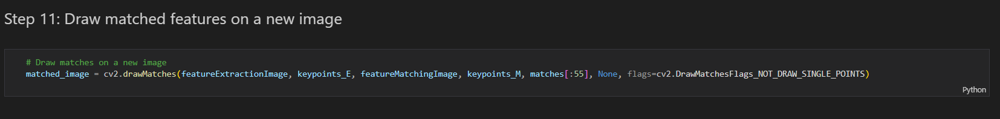 Step 11: Draw matched features on a new image
# Draw matches on a new image
matched_image = cv2.drawMatches(featureExtractionImage, keypoints_E, featureMatchingImage, keypoints_M, matches[:55], None, flags=cv2.DrawMatchesFlags_NOT_DRAW_SINGLE_POINTS)
Python